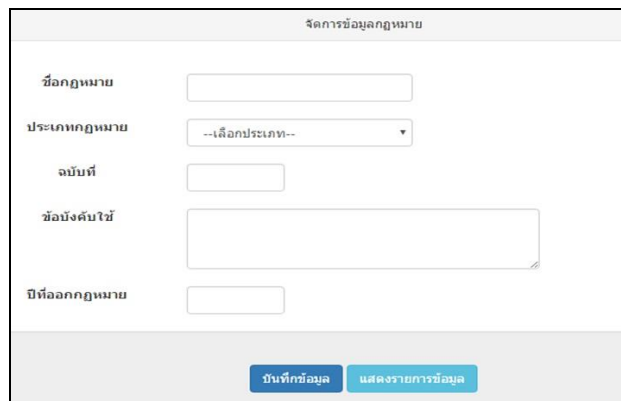 จัดการข้อมูลกฎหมาย
ชื่อกฎหมาย
ประเภทกฎหมาย
--เลือกประเภท--
ฉบับที่
ข้อบังคับใช้
ปีที่ออกกฎหมาย
บันทึกข้อมูล แสดงรายการข้อมูล